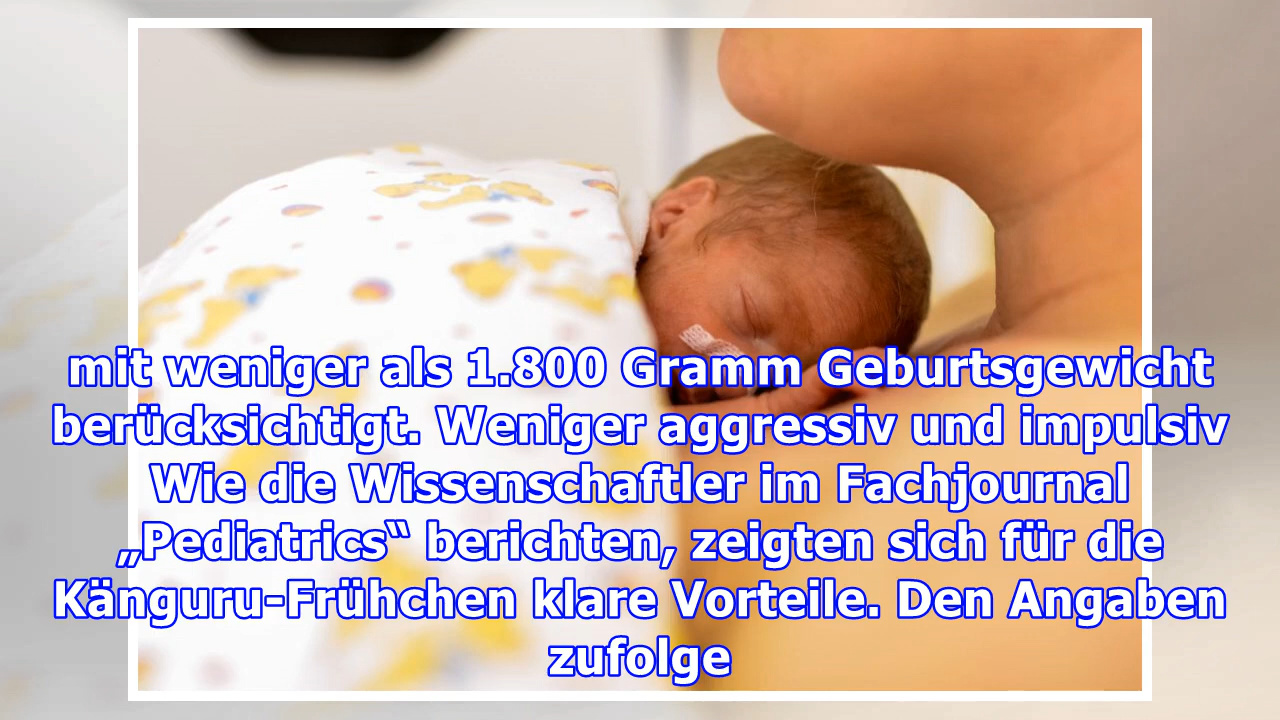 mit weniger als 1.800 Gramm Geburtsgewicht
berücksichtigt. Weniger aggressiv und impulsiv
Wie die Wissenschaftler im Fachjournal
„Pediatrics“ berichten, zeigten sich für die
Känguru-Frühchen klare Vorteile. Den Angaben
zufolge